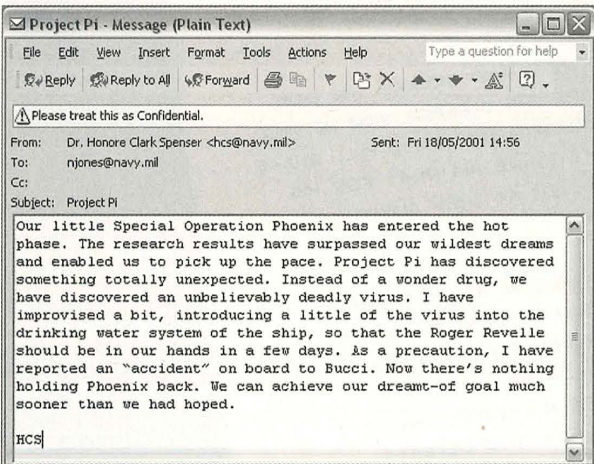 Project Pi - Message (Plain Text)
File Edit View Insert Format Tools Actions Help Type a question for help
Reply Reply to All Forward
Please treat this as Confidential.
From: Dr. Honore Clark Spenser <hcs@navy.mil> Sent: Fri 18/05/2001 14:56
To: njones@navy.mil
Cc:
Subject: Project Pi
Our little Special Operation Phoenix has entered the hot
phase. The research results have surpassed our wildest dreams
and enabled us to pick up the pace. Project Pi has discovered
something totally unexpected. Instead of a wonder drug, we
have discovered an unbelievably deadly virus. I have
improvised a bit, introducing a little of the virus into the
drinking water system of the ship, so that the Roger Revelle
should be in our hands in a few days. As a precaution, I have
reported an "accident" on board to Bucci. Now there's nothing
holding Phoenix back. We can achieve our dreamt-of goal much
sooner than we had hoped.
HCS